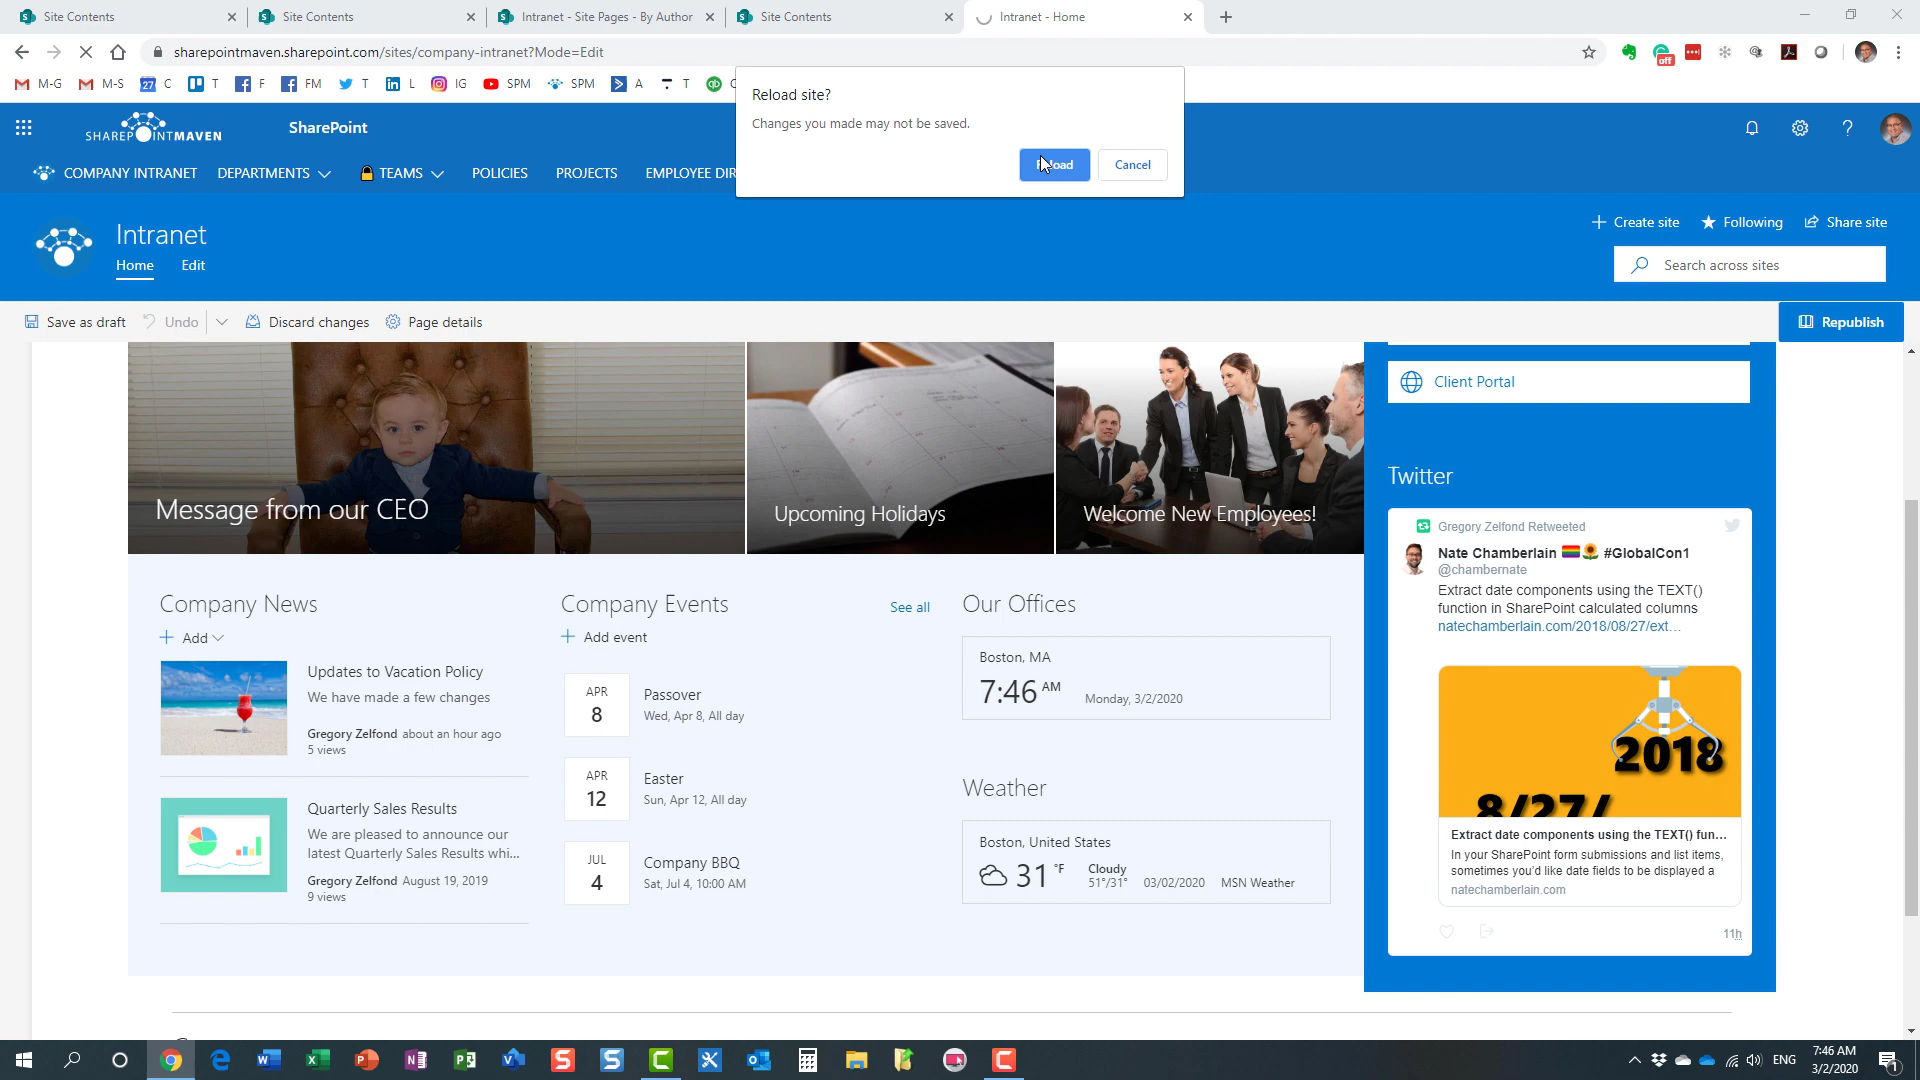 Site Contents
Site Contents
Intranet - Site Pages - By Author
Site Contents
Intranet - Home
sharepointmaven.sharepoint.com/sites/company-intranet?Mode=Edit
off
M-G
M-S
27
C
T
F
FM
T
L
IG
SPM
SPM
A
T
Reload site?
Changes you made may not be saved.
Cancel
SHAREPOINTMAVEN
SharePoint
COMPANY INTRANET
DEPARTMENTS
TEAMS
POLICIES
PROJECTS
EMPLOYEE DIR
Intranet
Home
Edit
Create site
Following
Share site
Search across sites
Save as draft
Undo
Discard changes
Page details
Republish
Message from our CEO
Upcoming Holidays
Welcome New Employees!
Client Portal
Twitter
Gregory Zelfond Retweeted
Nate Chamberlain #GlobalCon1
@chambernate
Extract date components using the TEXT()
function in SharePoint calculated columns
natechamberlain.com/2018/08/27/ext…
2018
8/27/
Extract date components using the TEXT() fun…
In your SharePoint form submissions and list items,
sometimes you'd like date fields to be displayed a
natechamberlain.com
11h
Company News
Add
Updates to Vacation Policy
We have made a few changes
Gregory Zelfond about an hour ago
5 views
Quarterly Sales Results
We are pleased to announce our
latest Quarterly Sales Results whi...
Gregory Zelfond August 19, 2019
9 views
Company Events
See all
Add event
APR
8
Passover
Wed, Apr 8, All day
APR
12
Easter
Sun, Apr 12, All day
JUL
4
Company BBQ
Sat, Jul 4, 10:00 AM
Our Offices
Boston, MA
7:46 AM
Monday, 3/2/2020
Weather
Boston, United States
31 °F
Cloudy
51°/31°
03/02/2020
MSN Weather
ENG
7:46 AM
3/2/2020
1